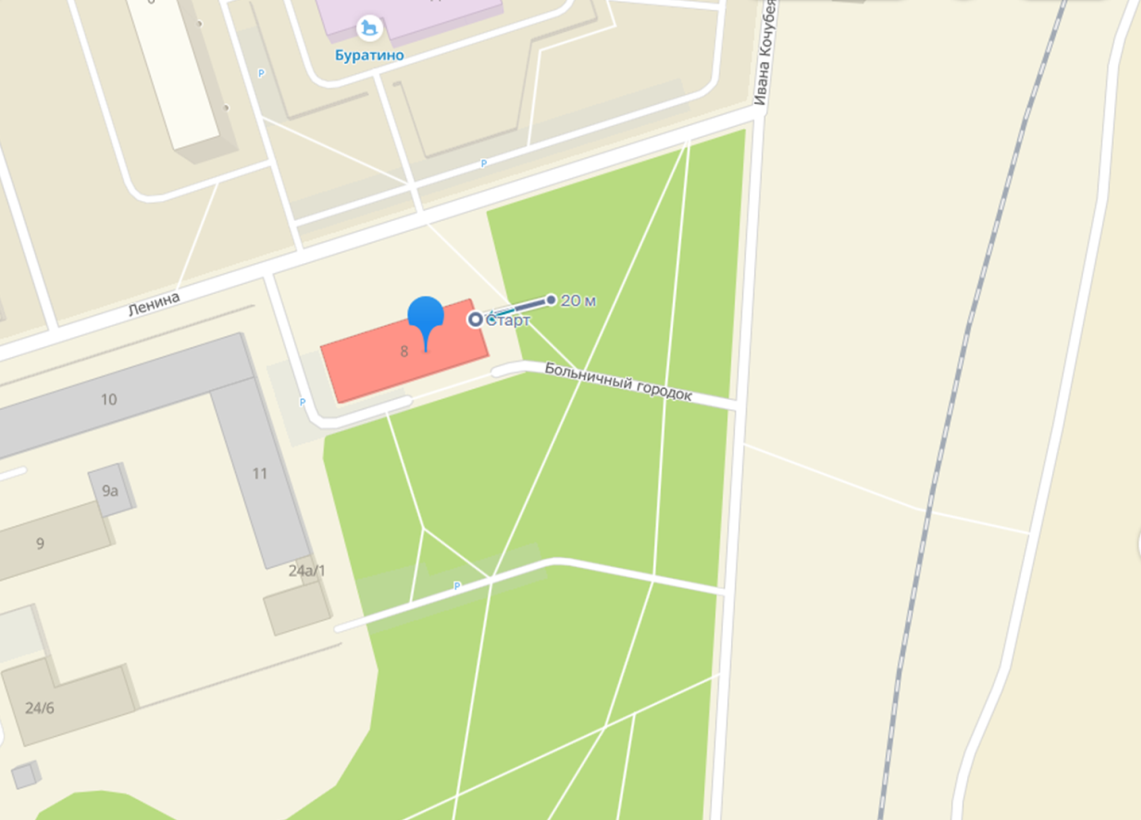 Буратино
P
P
Ивана Кочубея
Ленина
20 м
Старт
8
Больничный городок
P
10
11
9а
9
24а/1
P
24/6